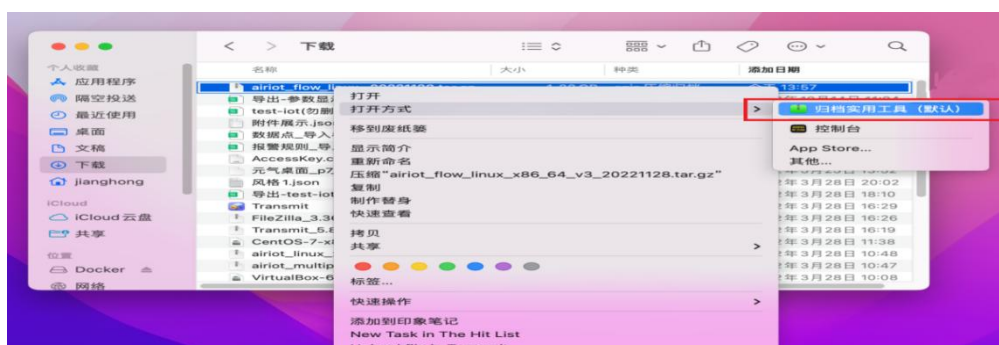 下载
个人收藏
应用程序
隔空投送
最近使用
桌面
文稿
下载
jianghong
iCloud
iCloud 云盘
共享
位置
Docker
网络
名称
大小
种类
添加日期
airiot_flow_li
13:57
导出-参数显
test-iot(勿删
附件展示.jso
数据点_导入
报警规则_导
AccessKey.c
元气桌面_p
风格 1.json
导出-test-iot
Transmit
FileZilla_3.3
Transmit_5.
CentOS-7-x
airiot_linux_
airiot_multip
VirtualBox-6
打开
打开方式
移到废纸篓
显示简介
重新命名
压缩"airiot_flow_linux_x86_64_v3_20221128.tar.gz"
复制
制作替身
快速查看
拷贝
共享
标签...
快速操作
添加到印象笔记
New Task in The Hit List
归档实用工具 (默认)
控制台
App Store...
其他...
年 3月28日 20:02
年 3月28日 18:10
年 3月28日 16:29
年 3月28日 16:26
年 3月28日 16:19
年 3月28日 11:38
年 3月28日 10:48
年 3月28日 10:47
年 3月28日 10:08